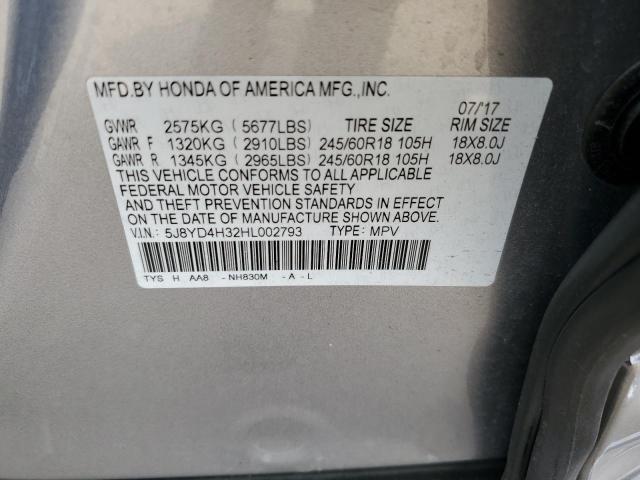 MFD.BY HONDA OF AMERICA MFG.,INC.
07/'17
GVWR 2575KG ( 5677LBS) TIRE SIZE RIM SIZE
GAWR F 1320KG ( 2910LBS) 245/60R18 105H 18X8.0J
GAWR R 1345KG ( 2965LBS) 245/60R18 105H 18X8.0J
THIS VEHICLE CONFORMS TO ALL APPLICABLE
FEDERAL MOTOR VEHICLE SAFETY
AND THEFT PREVENTION STANDARDS IN EFFECT
ON THE DATE OF MANUFACTURE SHOWN ABOVE.
V.I.N.: 5J8YD4H32HL002793 TYPE: MPV
TYS H AA8 - NH830M - A - L